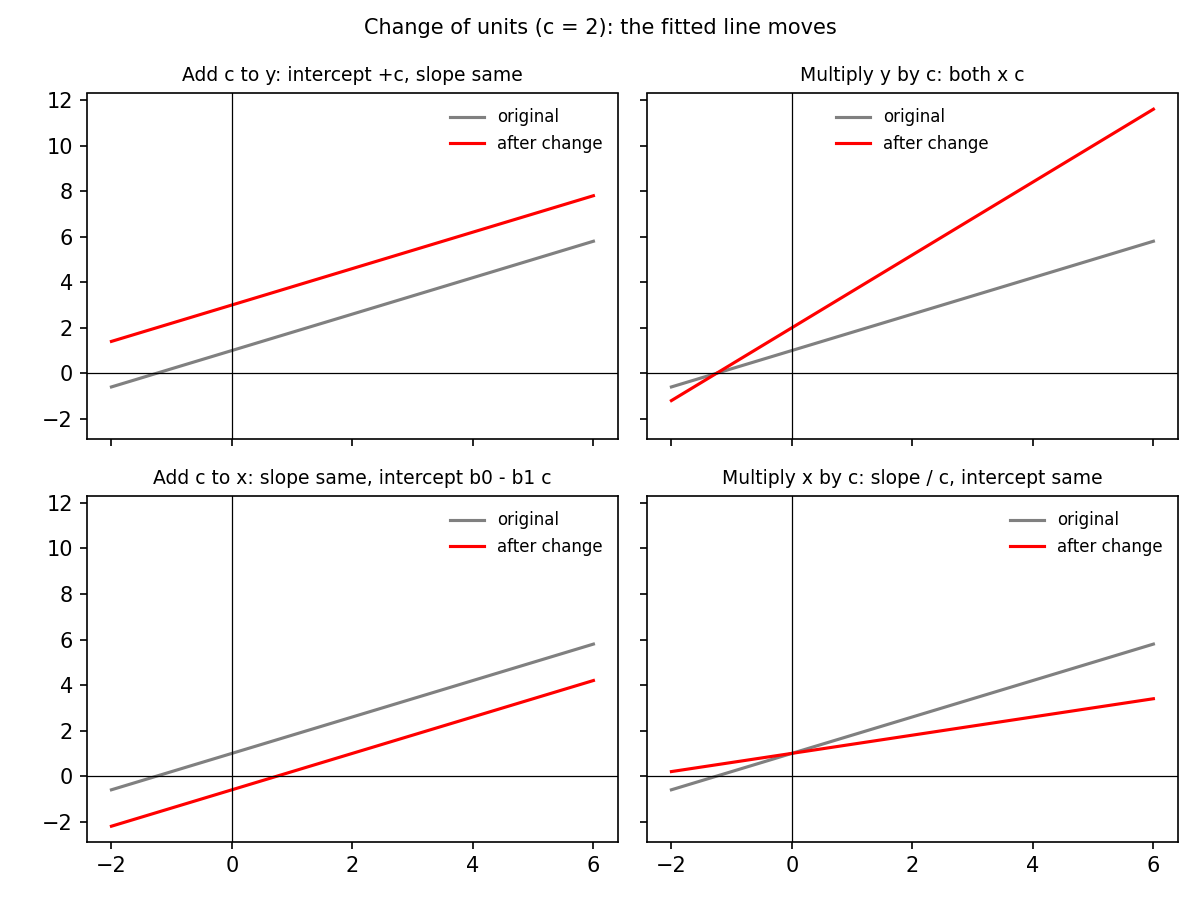 Change of units (c = 2): the fitted line moves
Add c to y: intercept +c, slope same
12
10
8
6
4
2
0
−2
original
after change
Multiply y by c: both x c
original
after change
Add c to x: slope same, intercept b0 - b1 c
12
10
8
6
4
2
0
−2
original
after change
−2 0 2 4 6
Multiply x by c: slope / c, intercept same
original
after change
−2 0 2 4 6